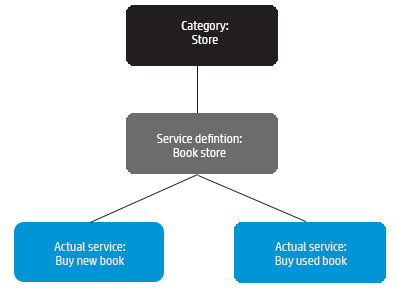 Category:
Store
Service defintion:
Book store
Actual service:
Buy new book
Actual service:
Buy used book